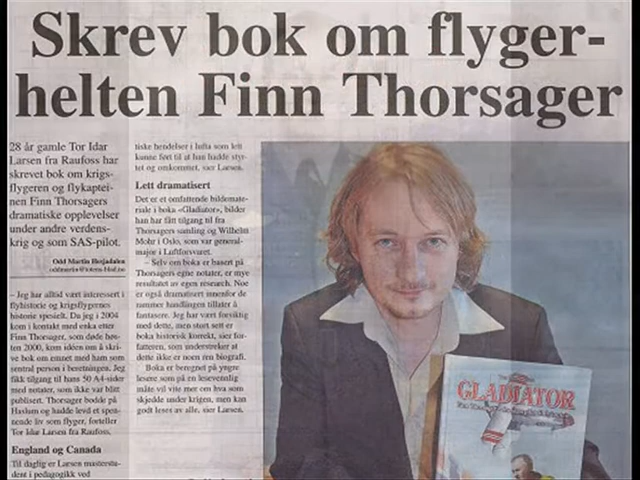 Skrev bok om flyger-
helten Finn Thorsager
28 år gamle Tor Idar
Larsen fra Raufoss har
skrevet bok om krigs-
flygeren og flykaptei-
nen Finn Thorsagers
dramatiske opplevelser
under andre verdens-
krig og som SAS-pilot.
Odd Martin Hesjadalen
– Jeg har alltid vært interessert i
flyhistorie og krigsflygernes
historie spesielt. Da jeg i 2004
kom i kontakt med enka etter
Finn Thorsager, som døde høs-
ten 2000, kom idéen om å skri-
ve bok om emnet med ham som
sentral person i beretningen. Jeg
fikk tilgang til hans 50 A4-sider
med notater, som ikke var blitt
publisert. Thorsager bodde på
Haslum og hadde levd et spen-
nende liv som flyger, forteller
Tor Idar Larsen fra Raufoss.
England og Canada
Til daglig er Larsen masterstu-
dent i pedagogikk ved
tiske hendelser i lufta som lett
kunne ført til at han hadde styr-
tet og omkommet, sier Larsen.
Lett dramatisert
Det er et omfattende bildemate-
riale i boka «Gladiator», bilder
han har fått tilgang til fra
Thorsagers samling og Wilhelm
Mohr i Oslo, som var general-
major i Luftforsvaret.
– Selv om boka er basert på
Thorsagers egne notater, er mye
resultatet av egen research. Noe
er også dramatisert innenfor de
rammer handlingen tillater å
fantasere. Jeg har vært forsiktig
med dette, men stort sett er
boka historisk korrekt, sier for-
fatteren, som understreker at
dette ikke er noen ren biografi.
Boka er beregnet på yngre
lesere som på en lesevennlig
måte vil vite mer om hva som
skjedde under krigen, men kan
godt leses av alle, sier Larsen.
GLADIATOR